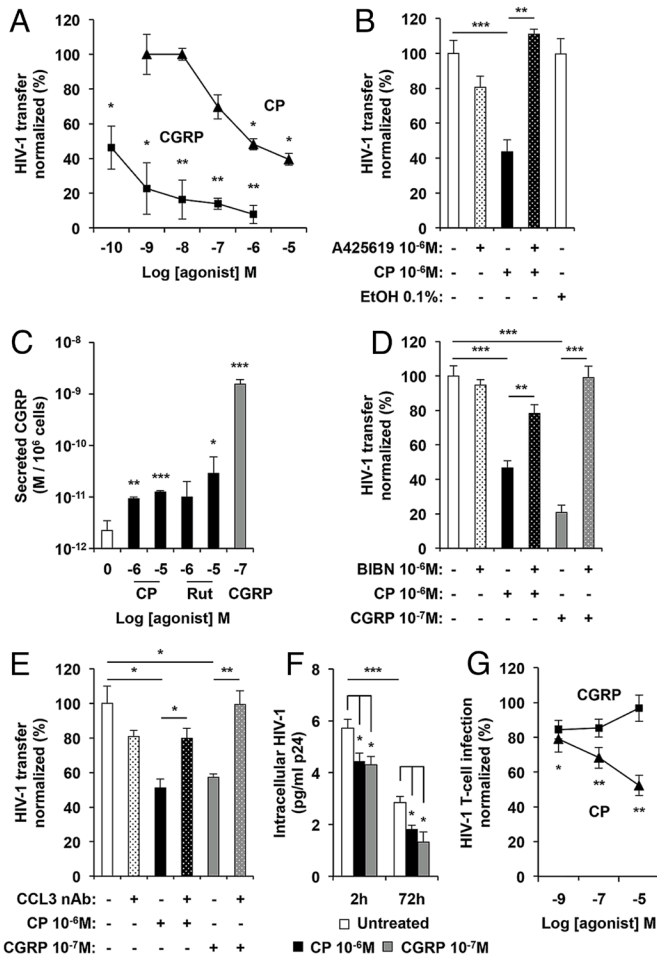 A
HIV-1 transfer
normalized (%)
120
100
80
60
40
20
0
*
*
**
**
**
*
*
CGRP
CP
-10 -9 -8 -7 -6 -5
Log [agonist] M
B
HIV-1 transfer
normalized (%)
120
100
80
60
40
20
0
***
**
A425619 10⁻⁶M: - + - + -
CP 10⁻⁶M: - - + + -
EtOH 0.1%: - - - - +
C
Secreted CGRP
(M / 10⁶ cells)
10⁻⁸
10⁻⁹
10⁻¹⁰
10⁻¹¹
10⁻¹²
**
***
*
***
0 -6 -5 -6 -5 -7
CP Rut CGRP
Log [agonist] M
D
HIV-1 transfer
normalized (%)
120
100
80
60
40
20
0
***
***
**
***
BIBN 10⁻⁶M: - + - + - +
CP 10⁻⁶M: - - + + - -
CGRP 10⁻⁷M: - - - - + +
E
HIV-1 transfer
normalized (%)
120
100
80
60
40
20
0
*
*
*
**
CCL3 nAb: - + - + - +
CP 10⁻⁶M: - - + + - -
CGRP 10⁻⁷M: - - - - + +
F
Intracellular HIV-1
(pg/ml p24)
8
6
4
2
0
***
* *
* *
2h 72h
Untreated
CP 10⁻⁶M CGRP 10⁻⁷M
G
HIV-1 T-cell infection
normalized (%)
120
100
80
60
40
20
0
CGRP
*
**
**
CP
-9 -7 -5
Log [agonist] M